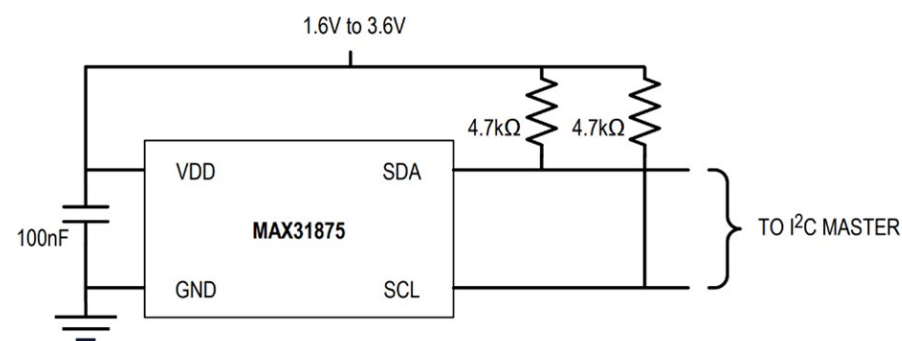 1.6V to 3.6V
4.7kΩ 4.7kΩ
VDD SDA
100nF MAX31875 TO I²C MASTER
GND SCL